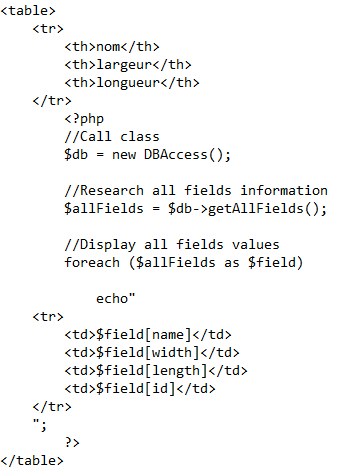 <table>
<tr>
<th>nom</th>
<th>largeur</th>
<th>longueur</th>
</tr>
<?php
//Call class
$db = new DBAccess();
//Research all fields information
$allFields = $db->getAllFields();
//Display all fields values
foreach ($allFields as $field)
echo"
<tr>
<td>$field[name]</td>
<td>$field[width]</td>
<td>$field[length]</td>
<td>$field[id]</td>
</tr>
";
?>
</table>